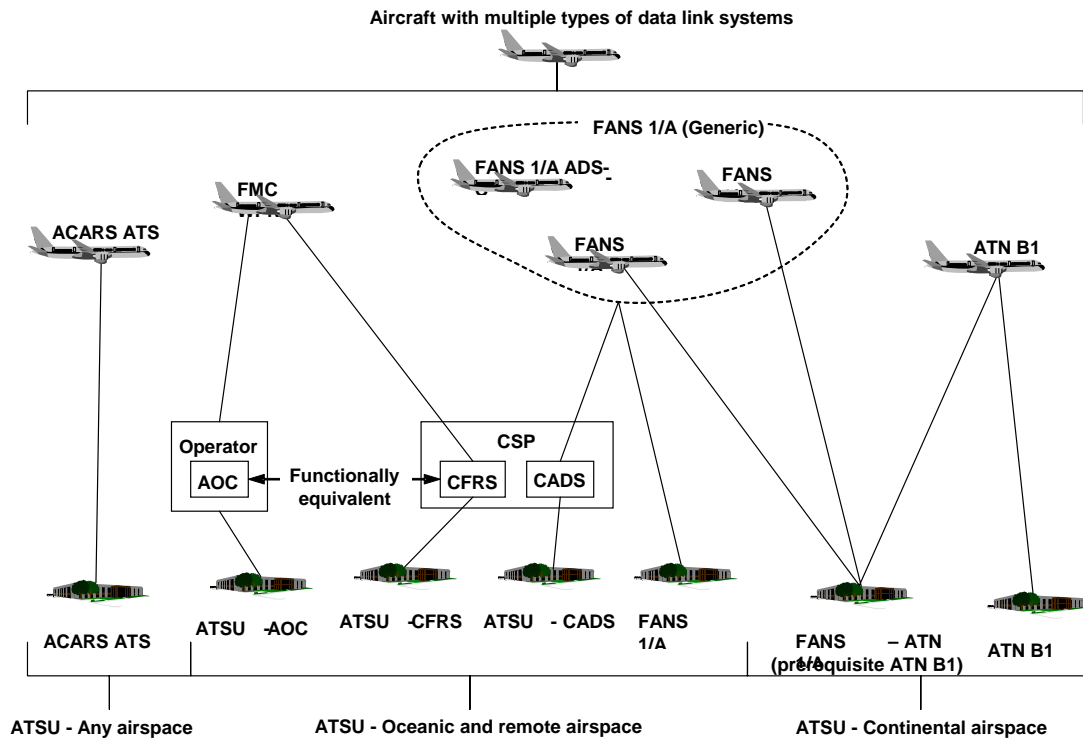 Aircraft with multiple types of data link systems
FANS 1/A (Generic)
FANS 1/A ADS-
FANS
FMC
FANS
ACARS ATS
ATN B1
Operator
AOC
Functionally
equivalent
CSP
CFRS
CADS
ACARS ATS
ATSU -AOC
ATSU -CFRS
ATSU - CADS
FANS
1/A
FANS – ATN
1/A
(prerequisite ATN B1)
ATN B1
ATSU - Any airspace
ATSU - Oceanic and remote airspace
ATSU - Continental airspace